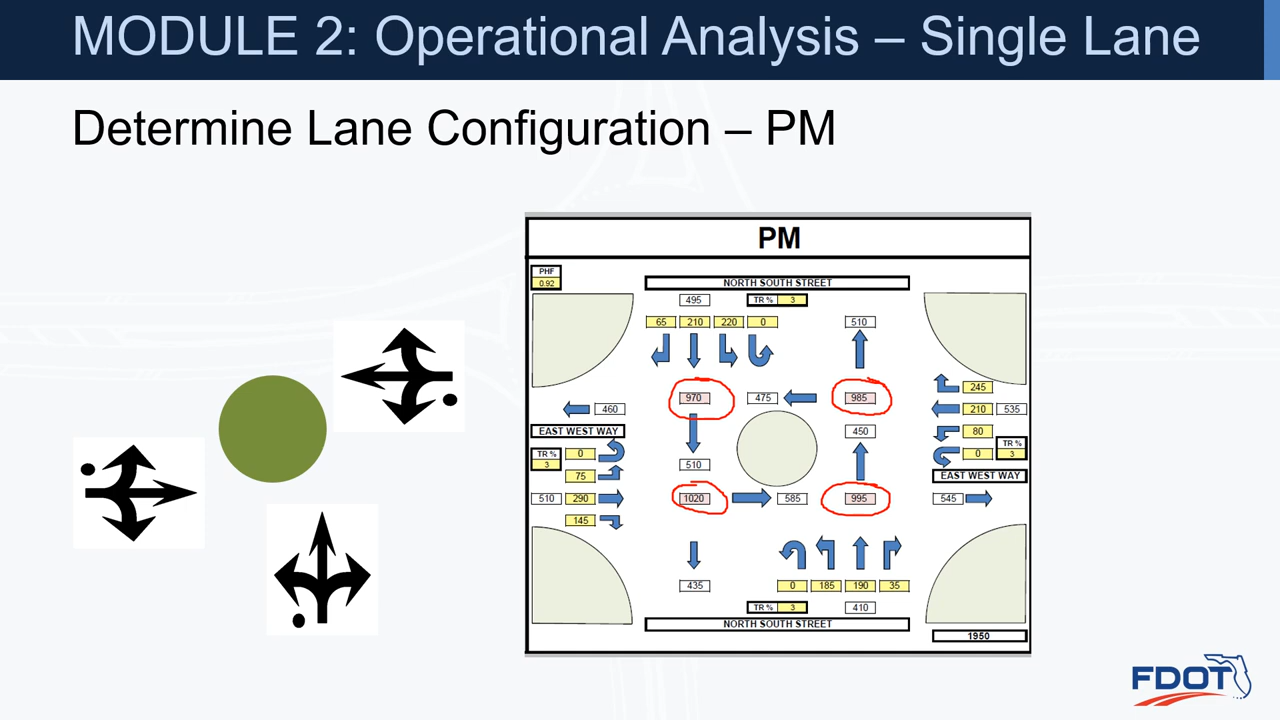 MODULE 2: Operational Analysis – Single Lane
Determine Lane Configuration – PM
PM
PHF
0.92
NORTH SOUTH STREET
495
TR % 3
65 210 220 0
510
970
475
985
245
460
210 535
EAST WEST WAY
450
80
TR %
3
0
TR %
3
0
75
510
EAST WEST WAY
510 290
1020
585
995
545
145
435
0 185 190 35
TR % 3
410
NORTH SOUTH STREET
1950
FDOT